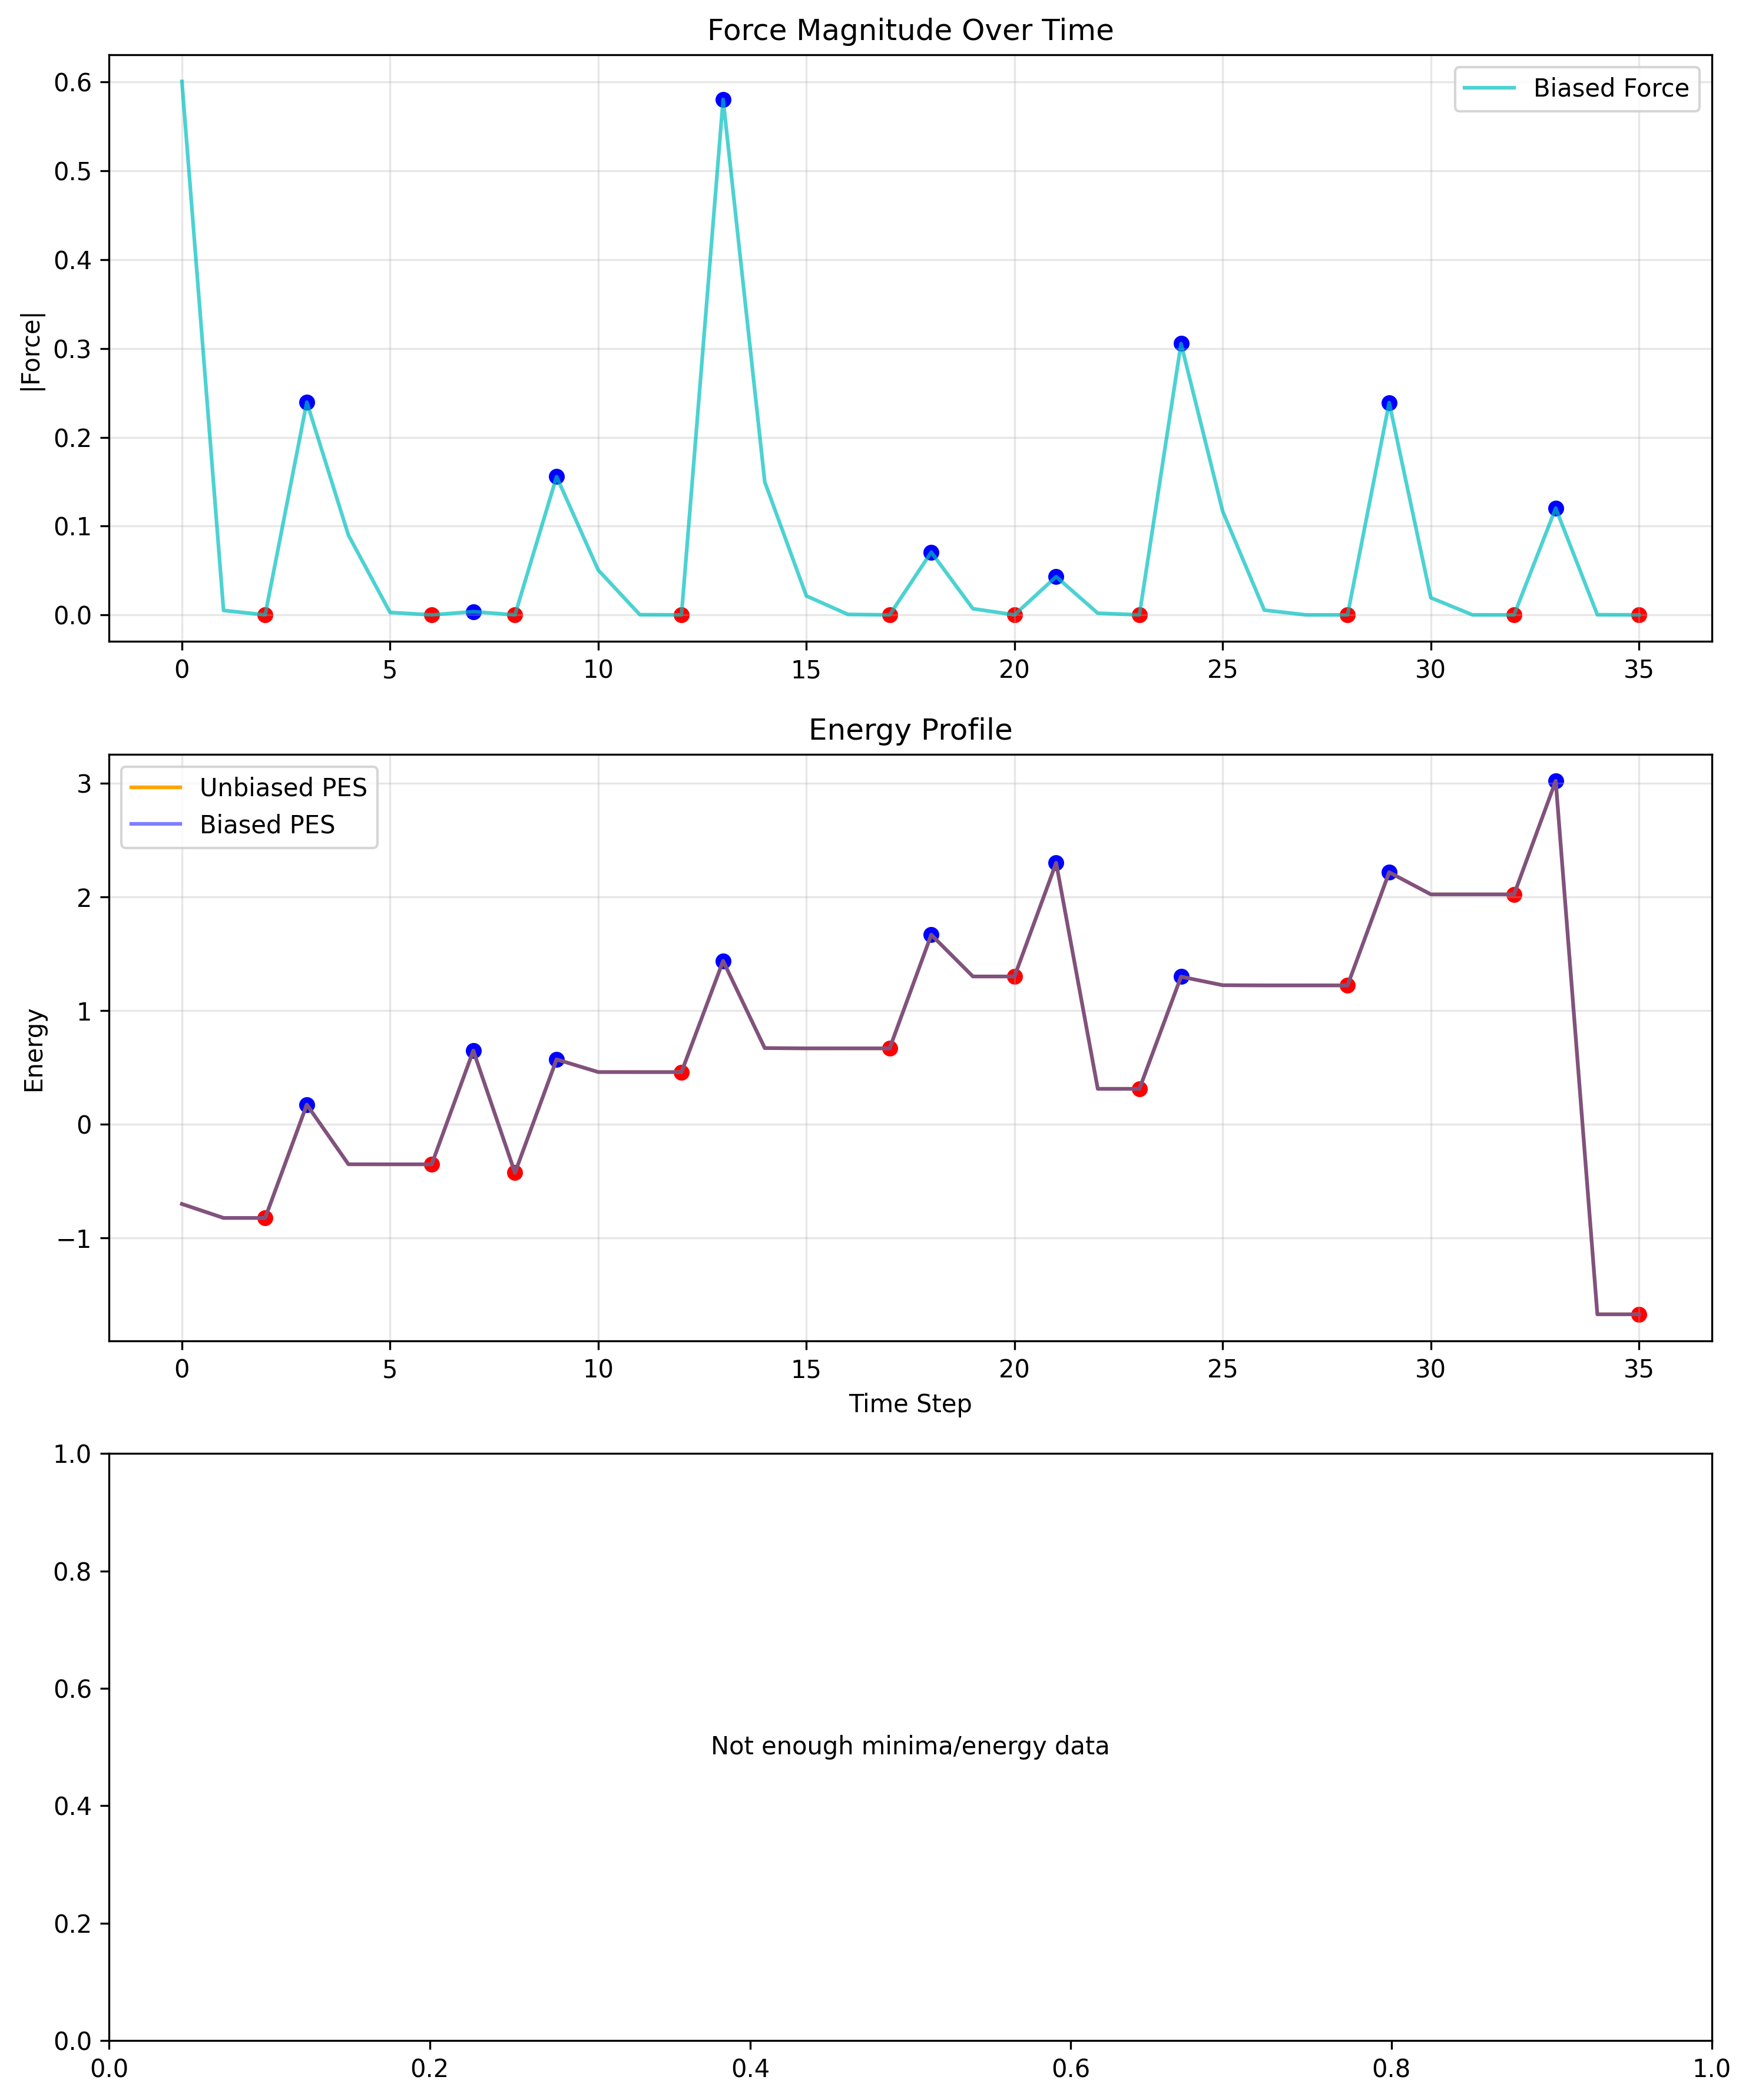 Force Magnitude Over Time
Biased Force
|Force|
0.6
0.5
0.4
0.3
0.2
0.1
0.0
0 5 10 15 20 25 30 35
Energy Profile
Unbiased PES
Biased PES
Energy
3
2
1
0
−1
0 5 10 15 20 25 30 35
Time Step
1.0
0.8
0.6
0.4
0.2
0.0
Not enough minima/energy data
0.0 0.2 0.4 0.6 0.8 1.0